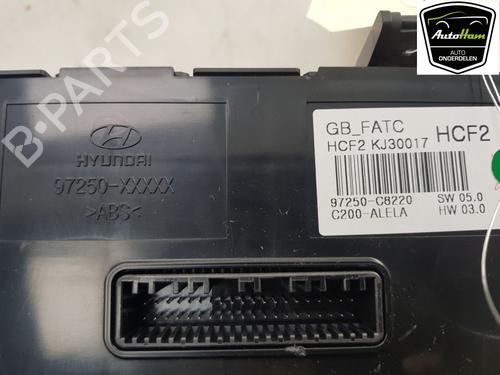 AutoHam
AUTO
ONDERDELEN
B-PARTS
HYUNDAI
97250-XXXXX
>ABS<
GB_FATC
HCF2 KJ30017
HCF2
97250-C8220
SW 05.0
C200-ALELA
HW 03.0